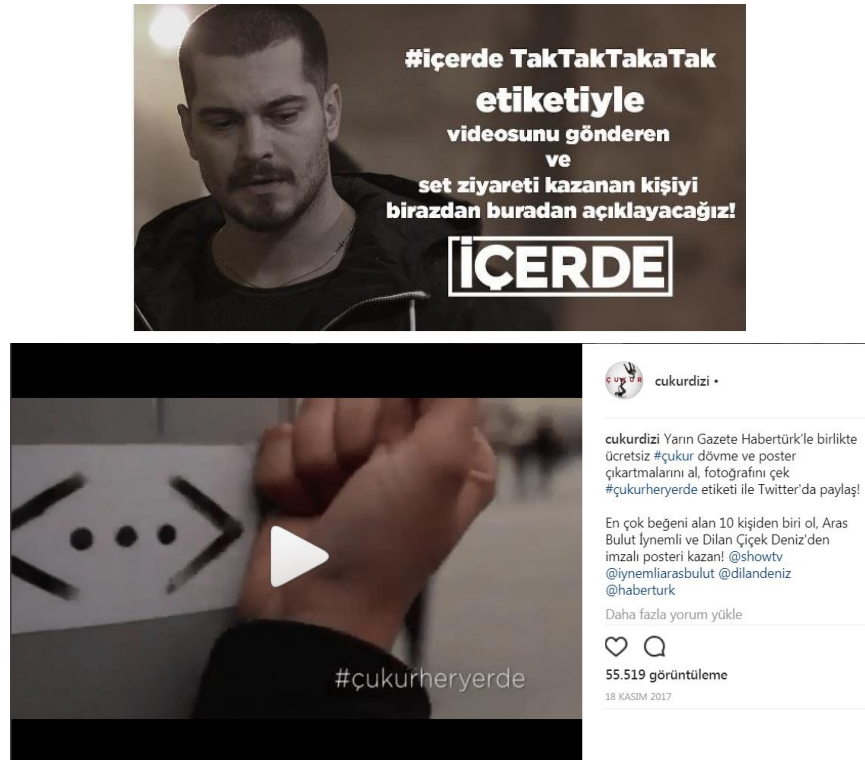 #içerde TakTakTakaTak
etiketiyle
videosunu gönderen
ve
set ziyareti kazanan kişiyi
birazdan buradan açıklayacağız!
İÇERDE
#çukurheryerde
ÇUKUR
cukurdizi •
cukurdizi Yarın Gazete Habertürk'le birlikte
ücretsiz #çukur dövme ve poster
çıkartmalarını al, fotoğrafını çek
#çukurheryerde etiketi ile Twitter'da paylaş!
En çok beğeni alan 10 kişiden biri ol, Aras
Bulut İynemli ve Dilan Çiçek Deniz'den
imzalı posteri kazan! @showtv
@iynemliarasbulut @dilandeniz
@haberturk
Daha fazla yorum yükle
55.519 görüntüleme
18 KASIM 2017